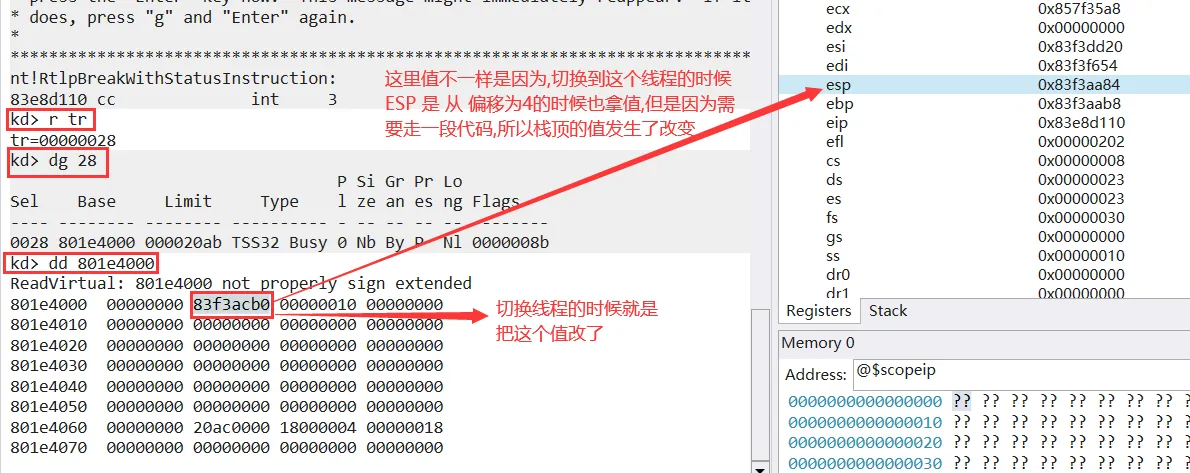 * press the "Enter" key now. This message might immediately reappear. If it
* does, press "g" and "Enter" again.
*
*******************************************************************************
nt!RtlpBreakWithStatusInstruction:
83e8d110 cc int 3
kd> r tr
tr=00000028
kd> dg 28
P Si Gr Pr Lo
Sel Base Limit Type l ze an es ng Flags
---- -------- -------- ---------- - -- -- -- -- --------
0028 801e4000 000020ab TSS32 Busy 0 Nb By P Nl 0000008b
kd> dd 801e4000
ReadVirtual: 801e4000 not properly sign extended
801e4000 00000000 83f3acb0 00000010 00000000
801e4010 00000000 00000000 00000000 00000000
801e4020 00000000 00000000 00000000 00000000
801e4030 00000000 00000000 00000000 00000000
801e4040 00000000 00000000 00000000 00000000
801e4050 00000000 00000000 00000000 00000000
801e4060 00000000 20ac0000 18000004 00000018
801e4070 00000000 00000000 00000000 00000000
这里值不一样是因为,切换到这个线程的时候
ESP 是 从 偏移为4的时候也拿值,但是因为需
要走一段代码,所以栈顶的值发生了改变
切换线程的时候就是
把这个值改了
ecx 0x857f35a8
edx 0x00000000
esi 0x83f3dd20
edi 0x83f3f654
esp 0x83f3aa84
ebp 0x83f3aab8
eip 0x83e8d110
efl 0x00000202
cs 0x00000008
ds 0x00000023
es 0x00000023
fs 0x00000030
gs 0x00000000
ss 0x00000010
dr0 0x00000000
dr1 0x00000000
Registers Stack
Memory 0
Address: @$scopeip
0000000000000000 ?? ?? ?? ?? ?? ?? ?? ??
0000000000000010 ?? ?? ?? ?? ?? ?? ?? ??
0000000000000020 ?? ?? ?? ?? ?? ?? ?? ??
0000000000000030 ?? ?? ?? ?? ?? ?? ?? ??